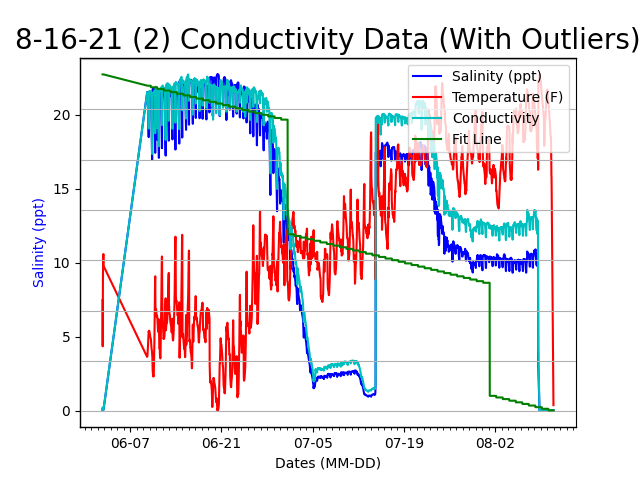 8-16-21 (2) Conductivity Data (With Outliers)
Salinity (ppt)
Temperature (F)
Conductivity
Fit Line
20
15
10
5
0
Salinity (ppt)
06-07 06-21 07-05 07-19 08-02
Dates (MM-DD)